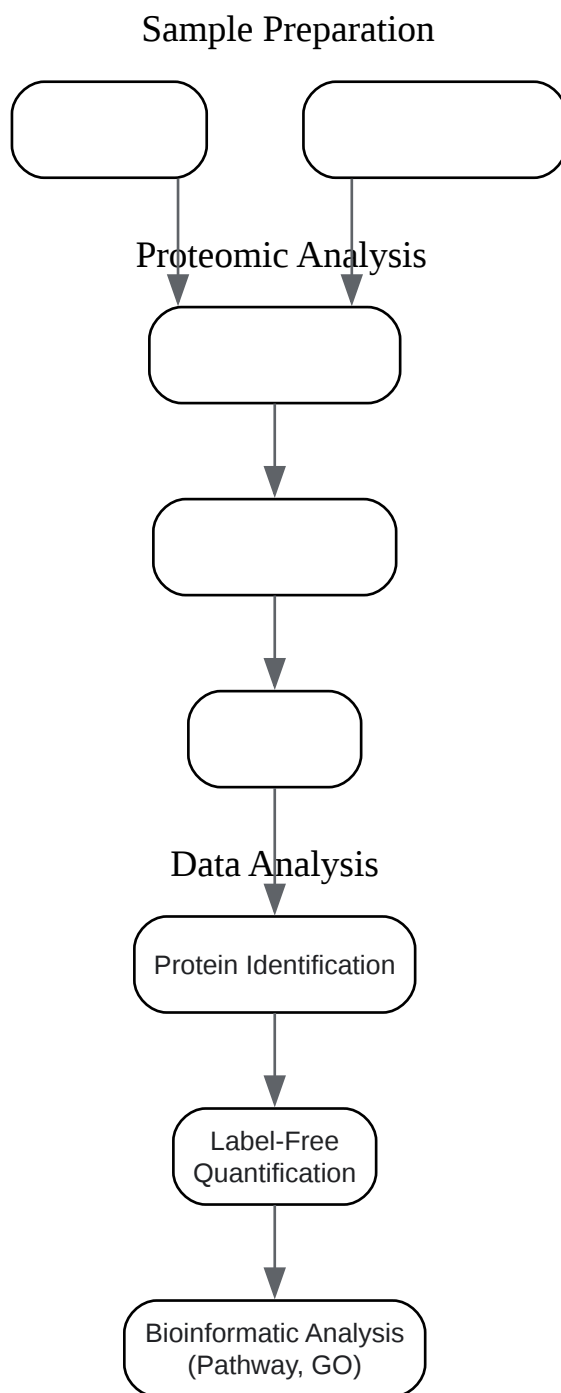 Sample Preparation
Proteomic Analysis
Data Analysis
Protein Identification
Label-Free
Quantification
Bioinformatic Analysis
(Pathway, GO)